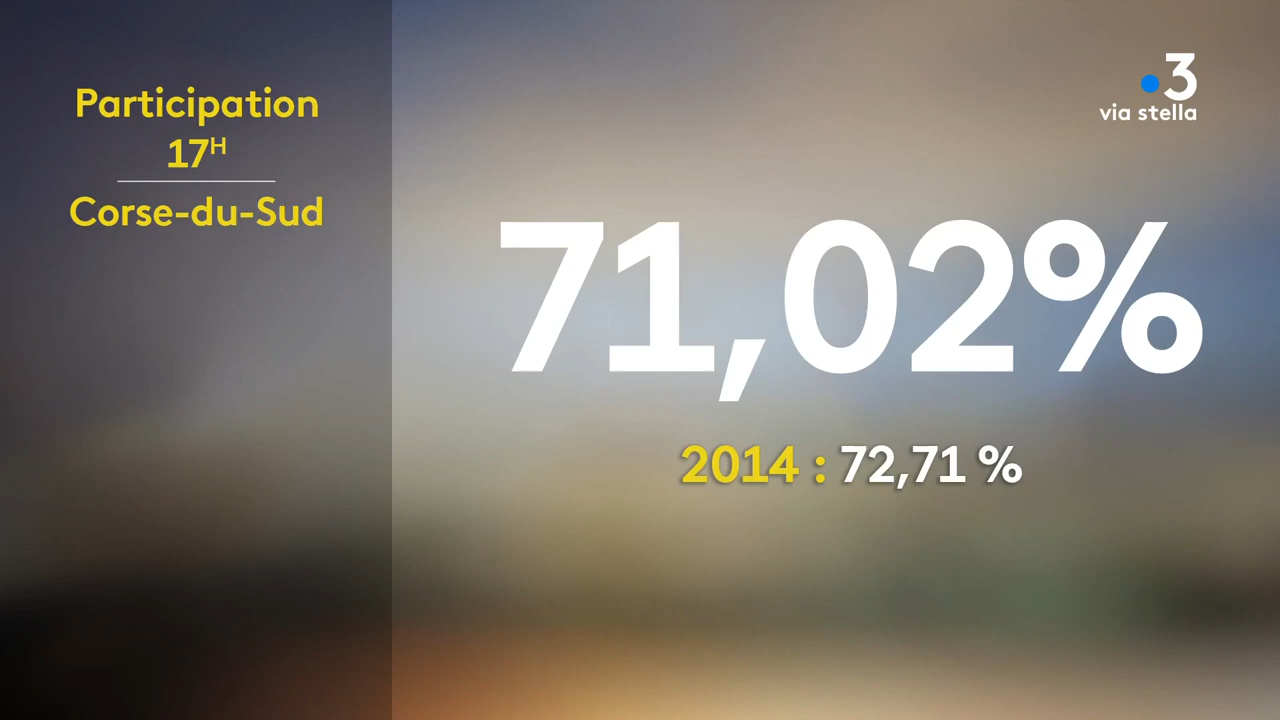 Participation
17H
Corse-du-Sud
3
via stella
71,02%
2014 : 72,71 %